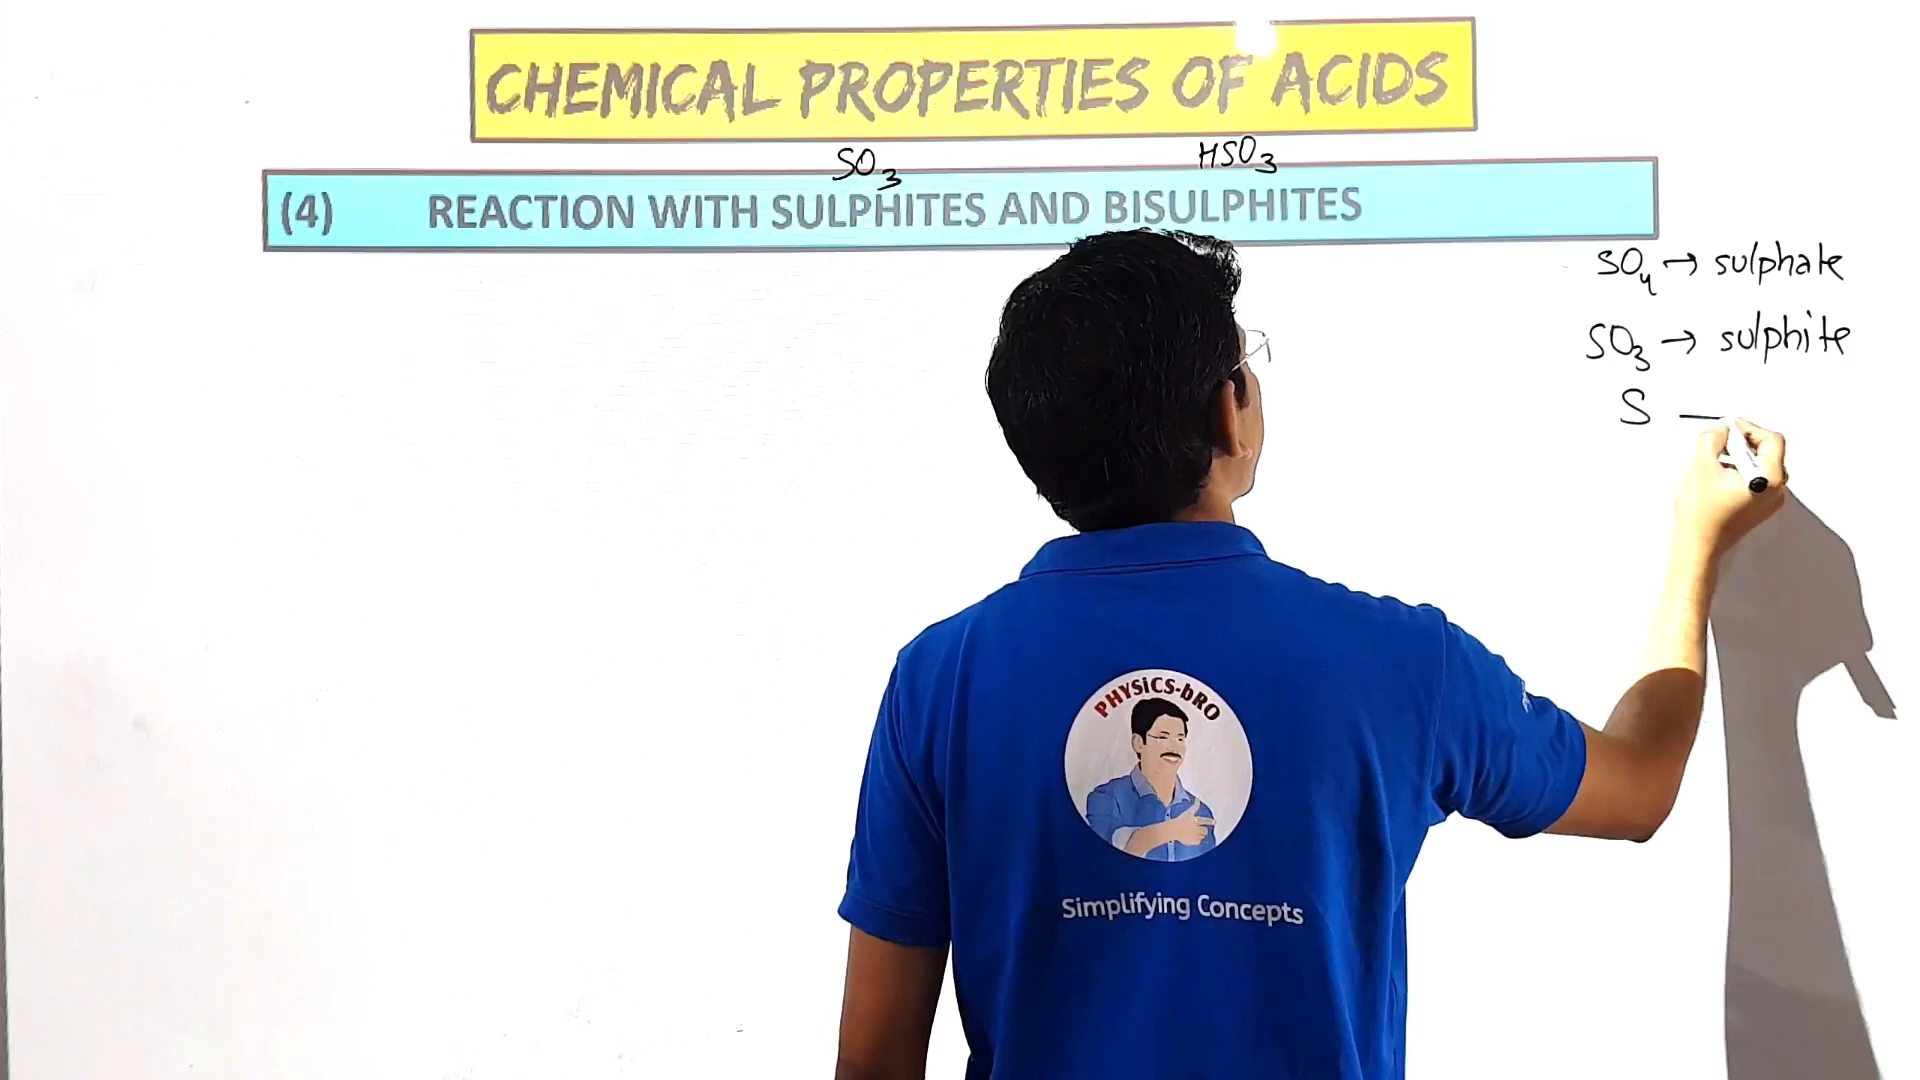 CHEMICAL PROPERTIES OF ACIDS
SO₃ HSO₃
(4) REACTION WITH SULPHITES AND BISULPHITES
SO₄ → sulphate
SO₃ → sulphite
S —
PHYSiCS-bRO
Simplifying Concepts